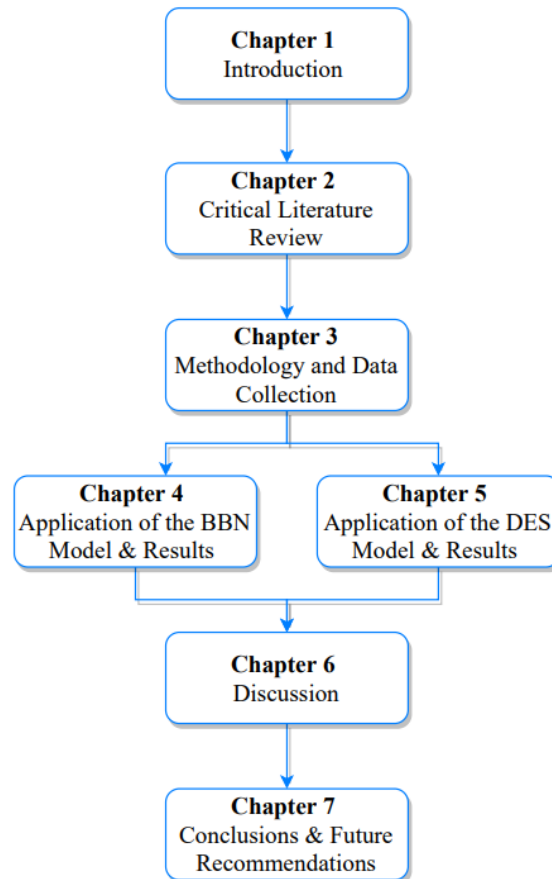 Chapter 1
Introduction
Chapter 2
Critical Literature
Review
Chapter 3
Methodology and Data
Collection
Chapter 4
Application of the BBN
Model & Results
Chapter 5
Application of the DES
Model & Results
Chapter 6
Discussion
Chapter 7
Conclusions & Future
Recommendations